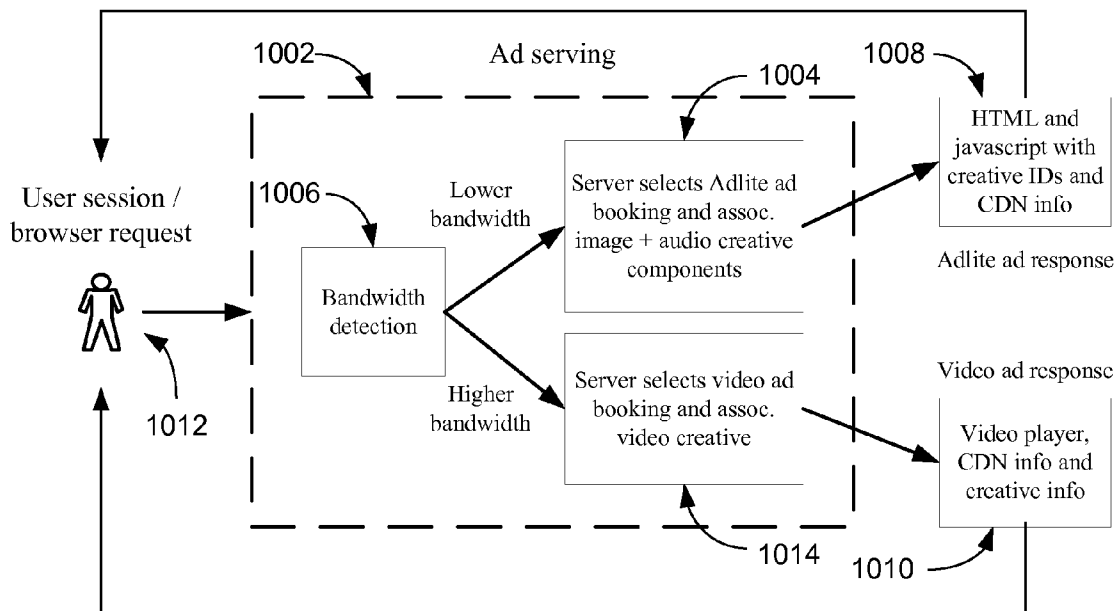 1002
Ad serving
1004
1008
HTML and
javascript with
creative IDs and
CDN info
Adlite ad response
User session /
browser request
1006
Lower
bandwidth
Server selects Adlite ad
booking and assoc.
image + audio creative
components
Bandwidth
detection
1012
Higher
bandwidth
Server selects video ad
booking and assoc.
video creative
1014
Video ad response
Video player,
CDN info and
creative info
1010